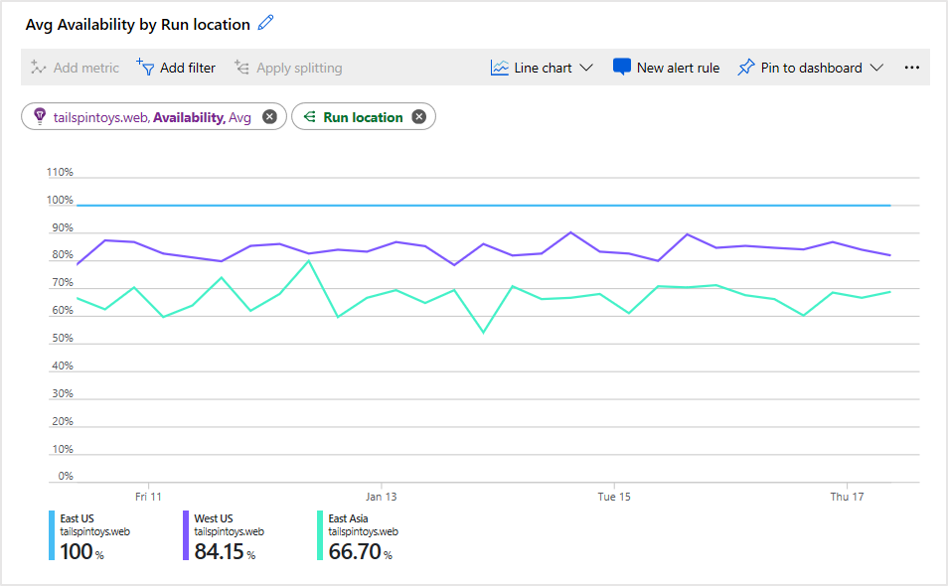 Avg Availability by Run location
Add metric Add filter Apply splitting Line chart New alert rule Pin to dashboard
tailspintoys.web, Availability, Avg Run location
110%
100%
90%
80%
70%
60%
50%
40%
30%
20%
10%
0%
Fri 11 Jan 13 Tue 15 Thu 17
East US West US East Asia
tailspintoys.web tailspintoys.web tailspintoys.web
100 % 84.15 % 66.70 %